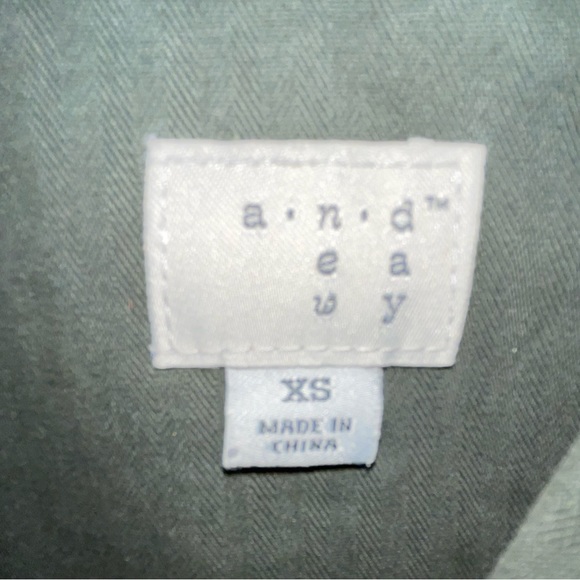 a · n · d™
e a
w y
XS
MADE IN
CHINA